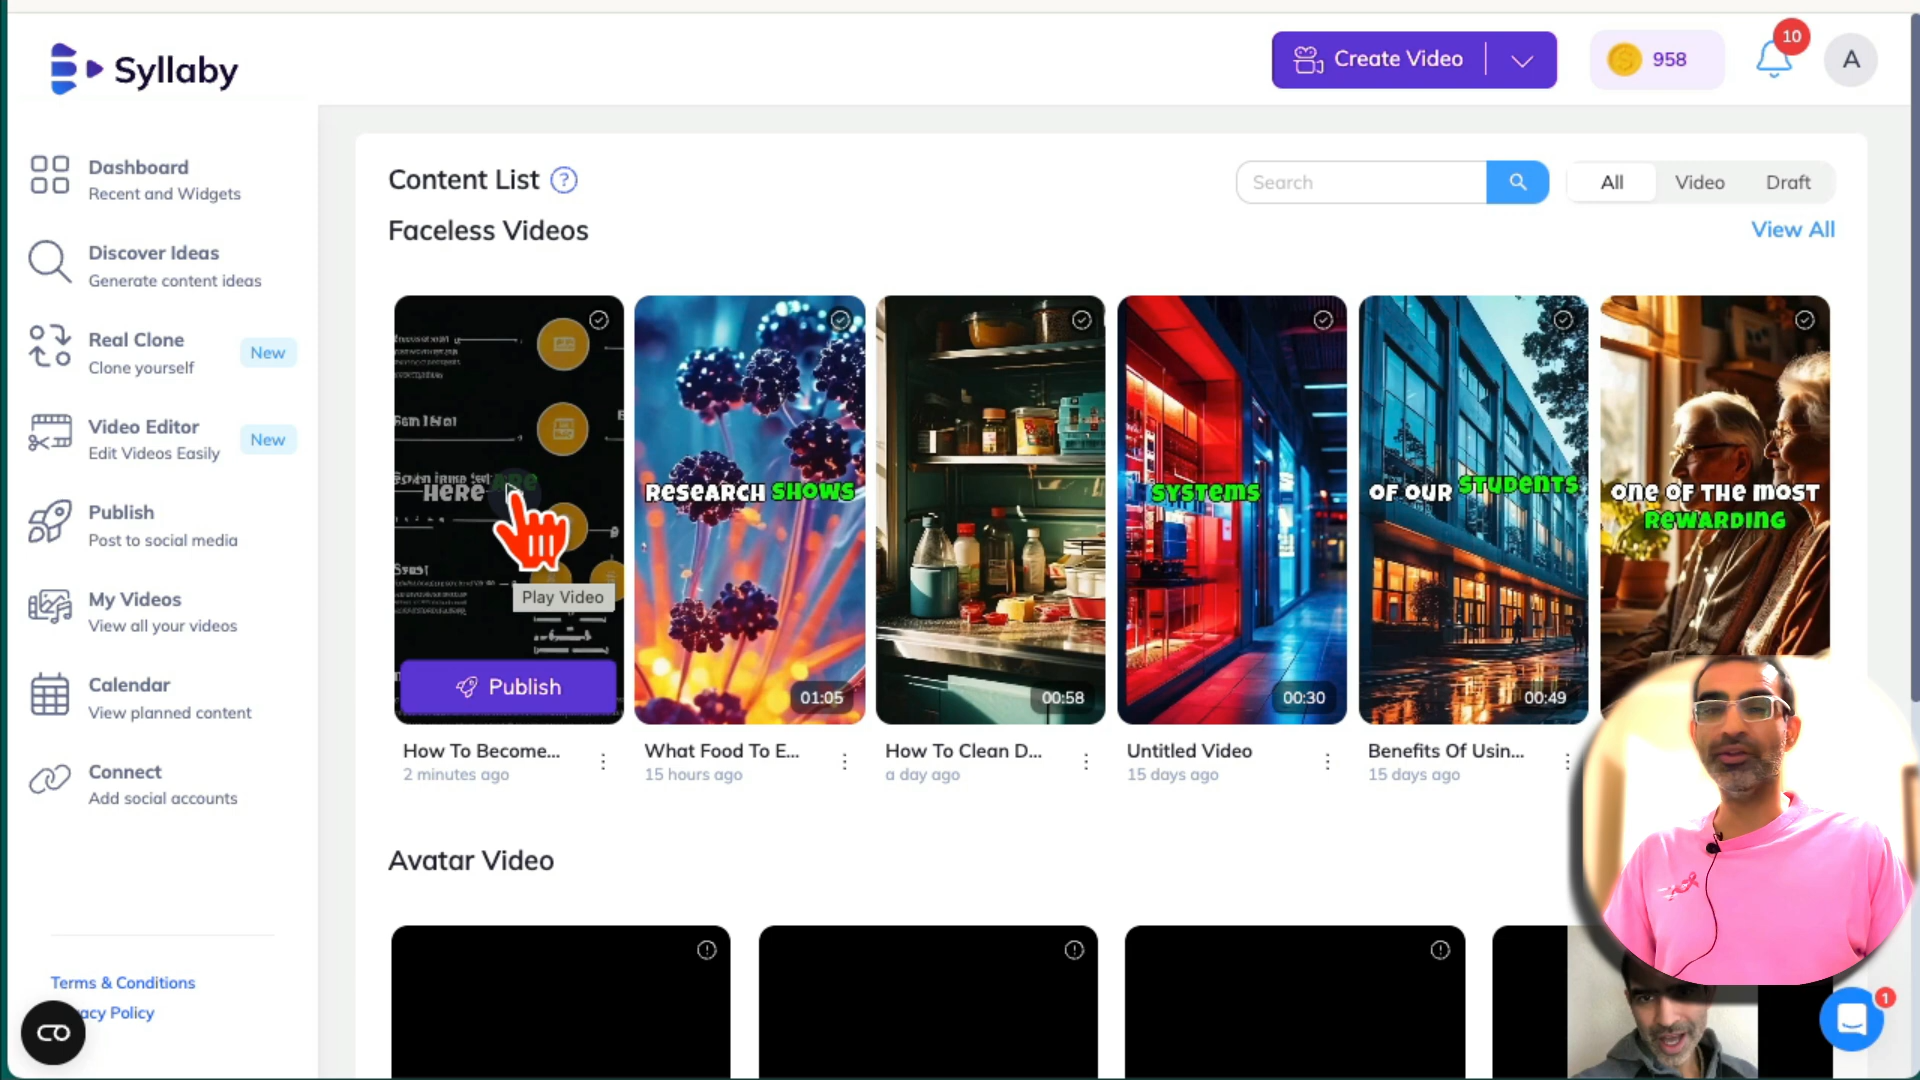 Syllaby
Create Video
958
10
A
Dashboard
Recent and Widgets
Discover Ideas
Generate content ideas
Real Clone
Clone yourself
New
Video Editor
Edit Videos Easily
New
Publish
Post to social media
My Videos
View all your videos
Calendar
View planned content
Connect
Add social accounts
Terms & Conditions
acy Policy
Content List ?
Search
All
Video
Draft
Faceless Videos
View All
HERE ARE
Play Video
Publish
RESEARCH SHOWS
01:05
00:58
SYSTEMS
00:30
OF OUR STUDENTS
00:49
ONE OF THE MOST
REWARDING
How To Become...
2 minutes ago
What Food To E...
15 hours ago
How To Clean D...
a day ago
Untitled Video
15 days ago
Benefits Of Usin...
15 days ago
Avatar Video
1